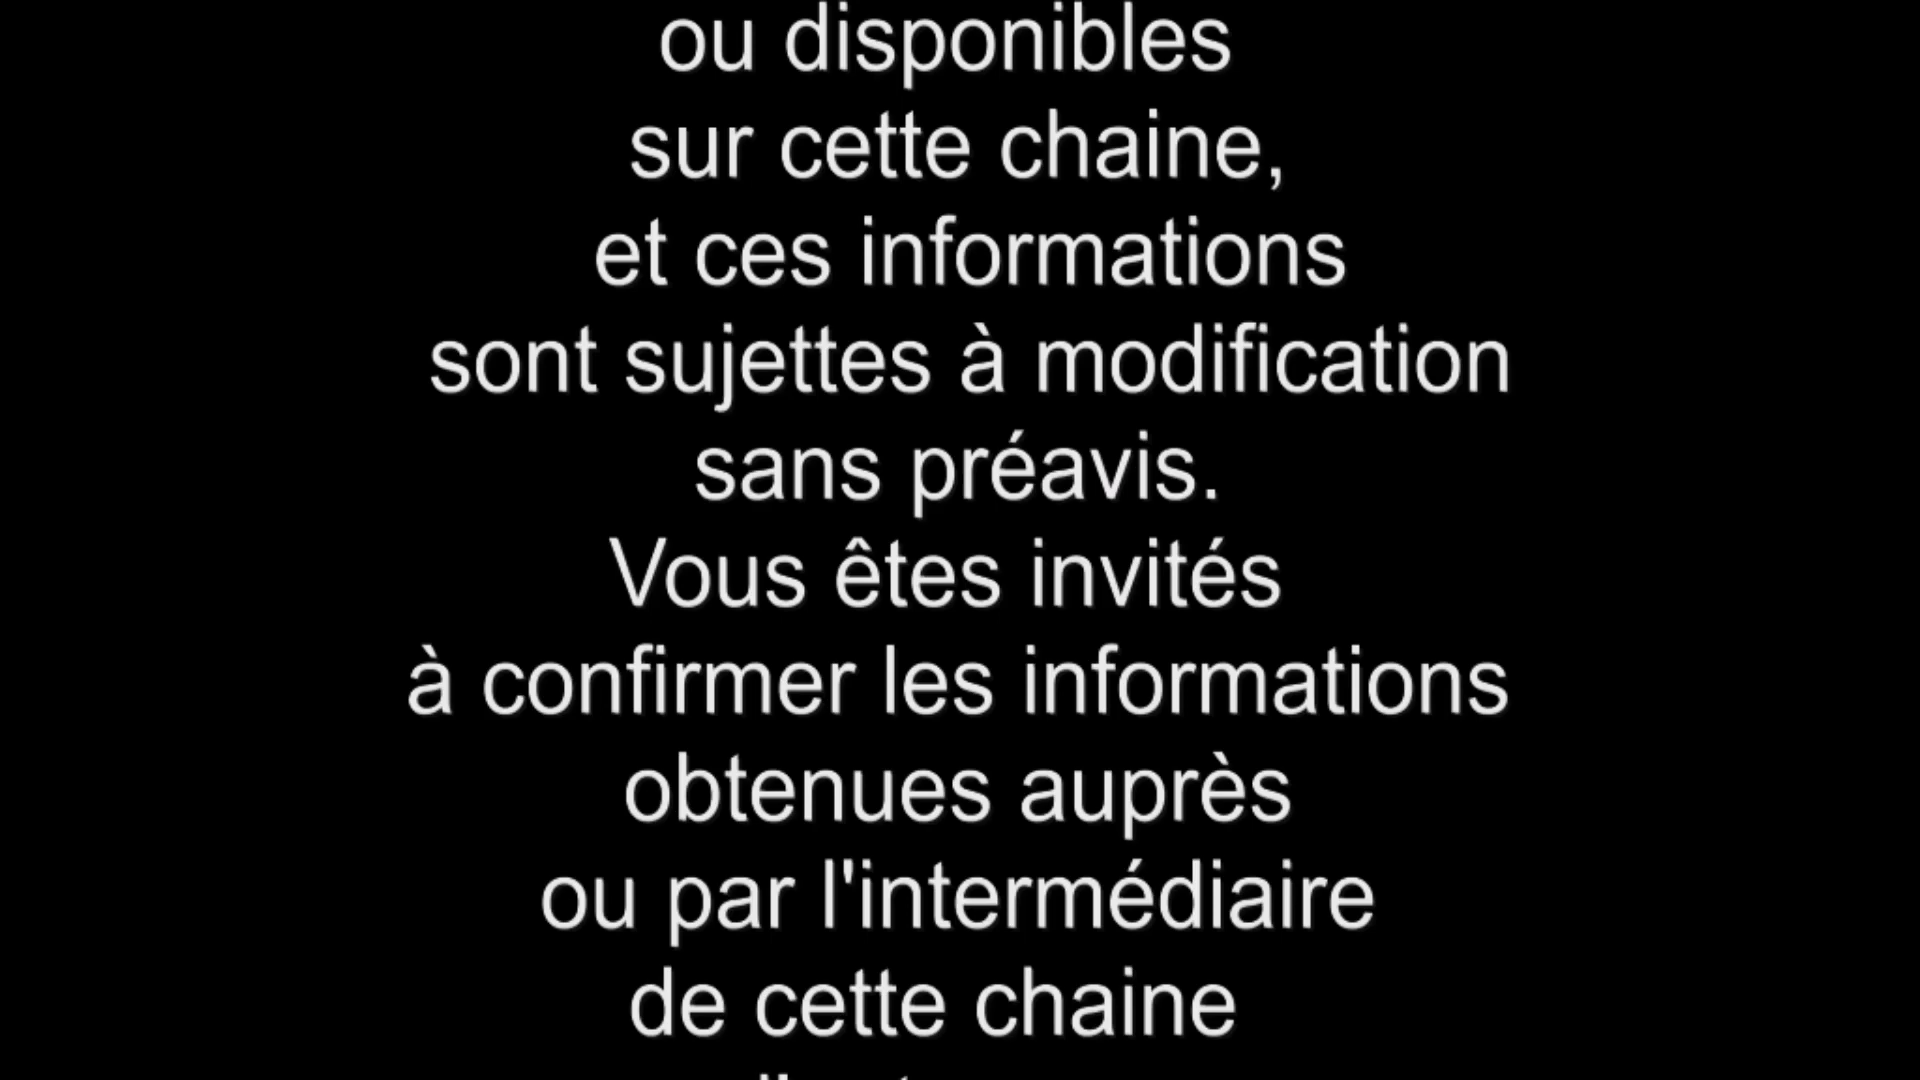 ou disponibles
sur cette chaine,
et ces informations
sont sujettes à modification
sans préavis.
Vous êtes invités
à confirmer les informations
obtenues auprès
ou par l'intermédiaire
de cette chaine